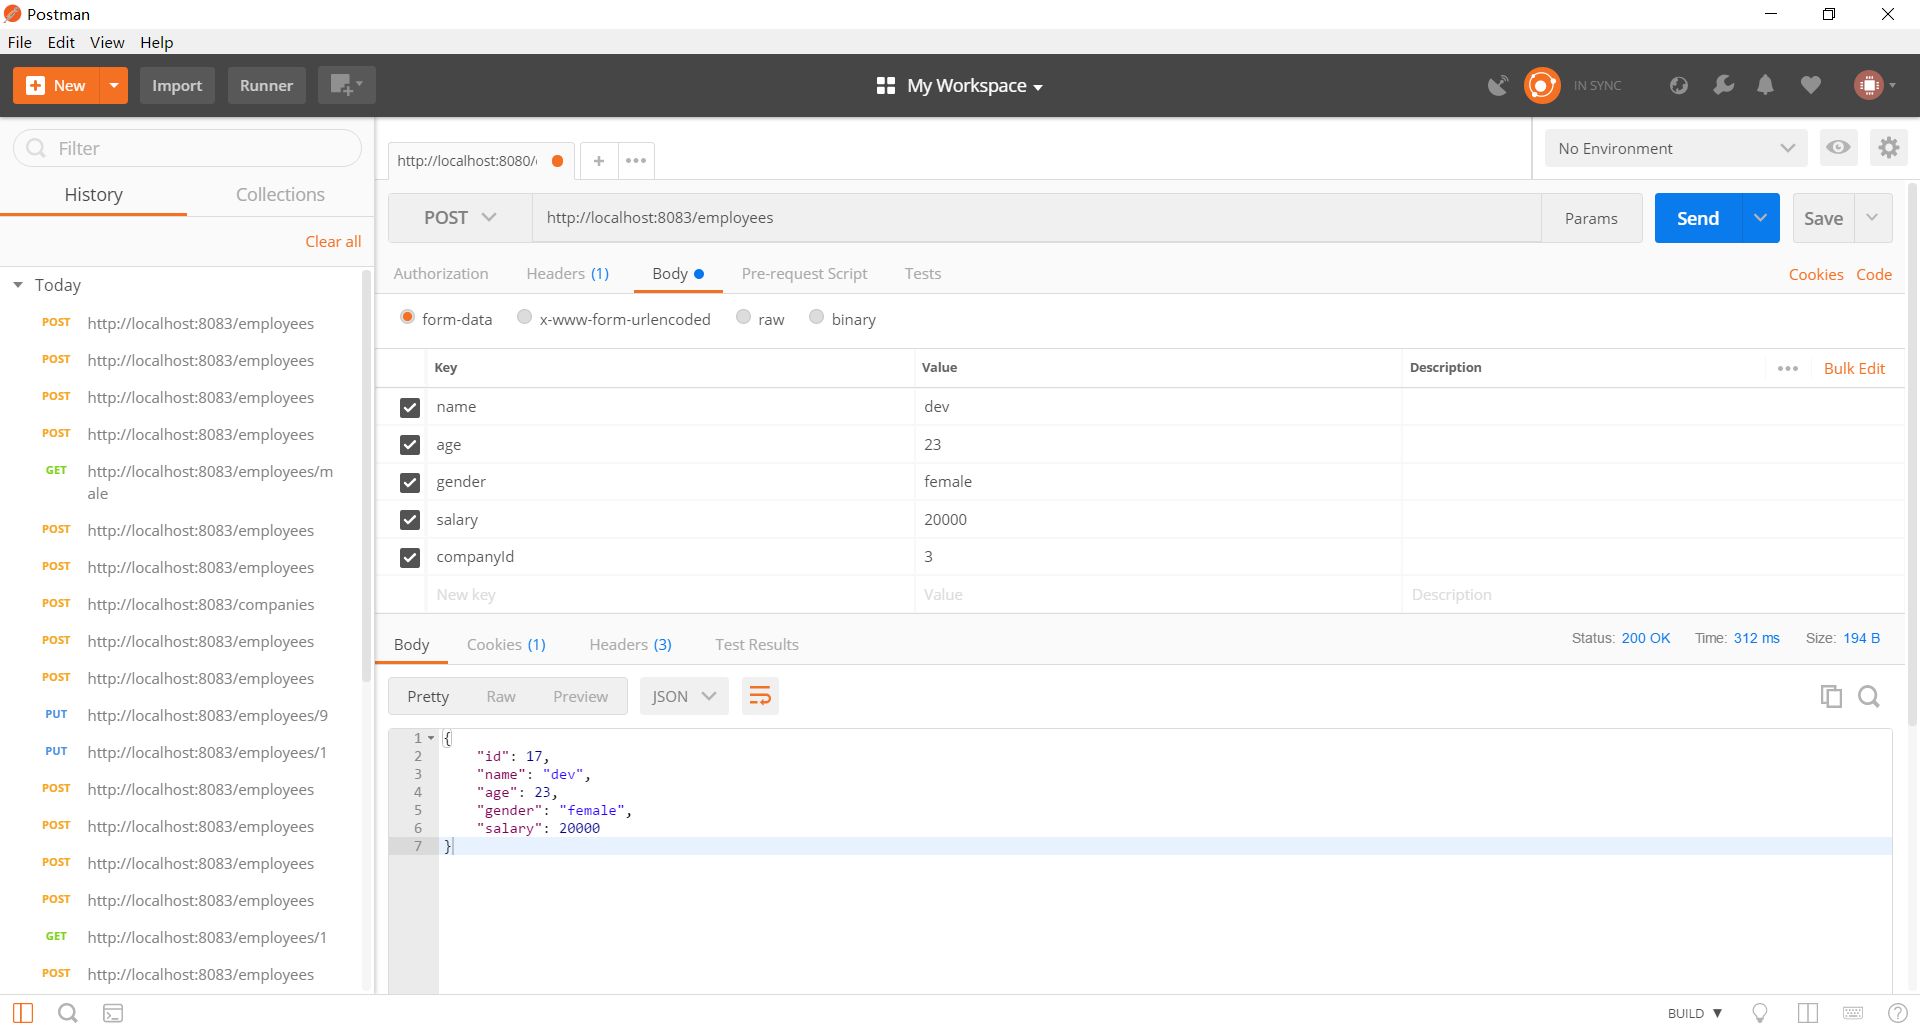 Postman
File Edit View Help
New Import Runner
My Workspace
IN SYNC
Filter
History Collections
Clear all
Today
POST http://localhost:8083/employees
POST http://localhost:8083/employees
POST http://localhost:8083/employees
POST http://localhost:8083/employees
GET http://localhost:8083/employees/m
ale
POST http://localhost:8083/employees
POST http://localhost:8083/employees
POST http://localhost:8083/companies
POST http://localhost:8083/employees
POST http://localhost:8083/employees
PUT http://localhost:8083/employees/9
PUT http://localhost:8083/employees/1
POST http://localhost:8083/employees
POST http://localhost:8083/employees
POST http://localhost:8083/employees
POST http://localhost:8083/employees
GET http://localhost:8083/employees/1
POST http://localhost:8083/employees
http://localhost:8080/
No Environment
POST http://localhost:8083/employees Params Send Save
Authorization Headers (1) Body Pre-request Script Tests Cookies Code
form-data x-www-form-urlencoded raw binary
Key Value Description Bulk Edit
name dev
age 23
gender female
salary 20000
companyId 3
New key Value Description
Body Cookies (1) Headers (3) Test Results Status: 200 OK Time: 312 ms Size: 194 B
Pretty Raw Preview JSON
1 {
2 "id": 17,
3 "name": "dev",
4 "age": 23,
5 "gender": "female",
6 "salary": 20000
7 }
BUILD